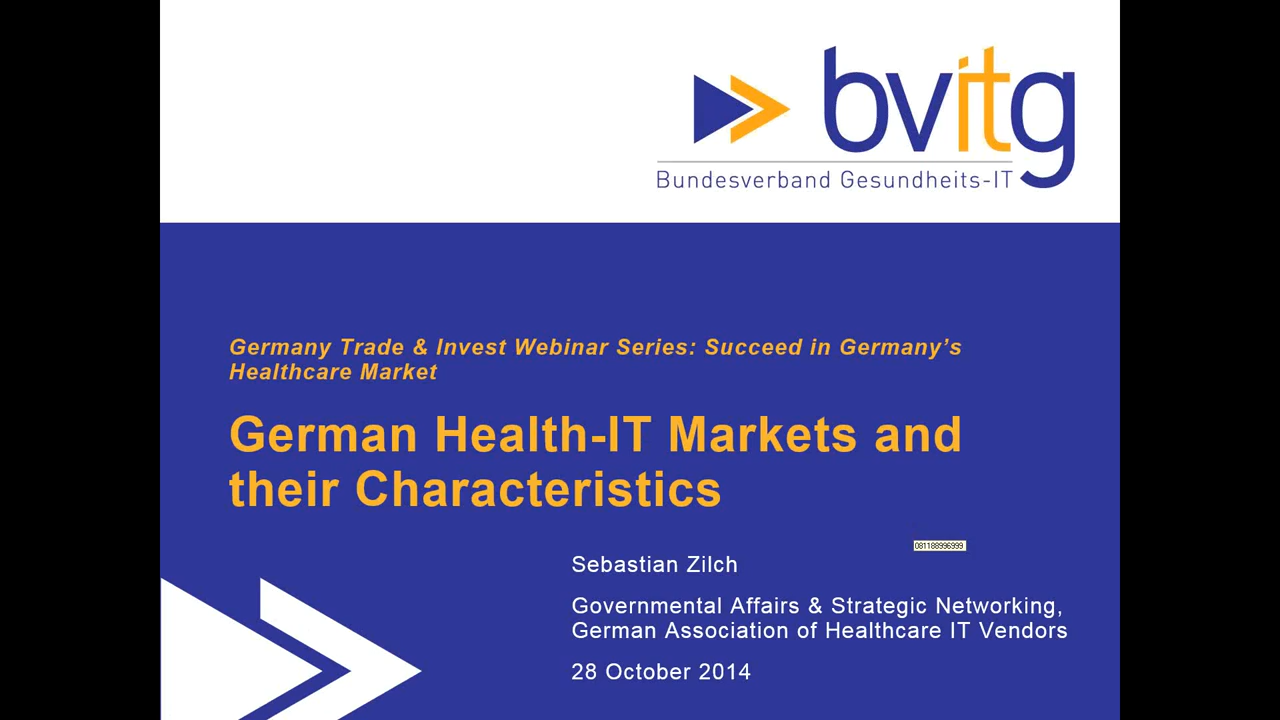 bvitg
Bundesverband Gesundheits-IT
Germany Trade & Invest Webinar Series: Succeed in Germany’s
Healthcare Market
German Health-IT Markets and
their Characteristics
081188996999
Sebastian Zilch
Governmental Affairs & Strategic Networking,
German Association of Healthcare IT Vendors
28 October 2014